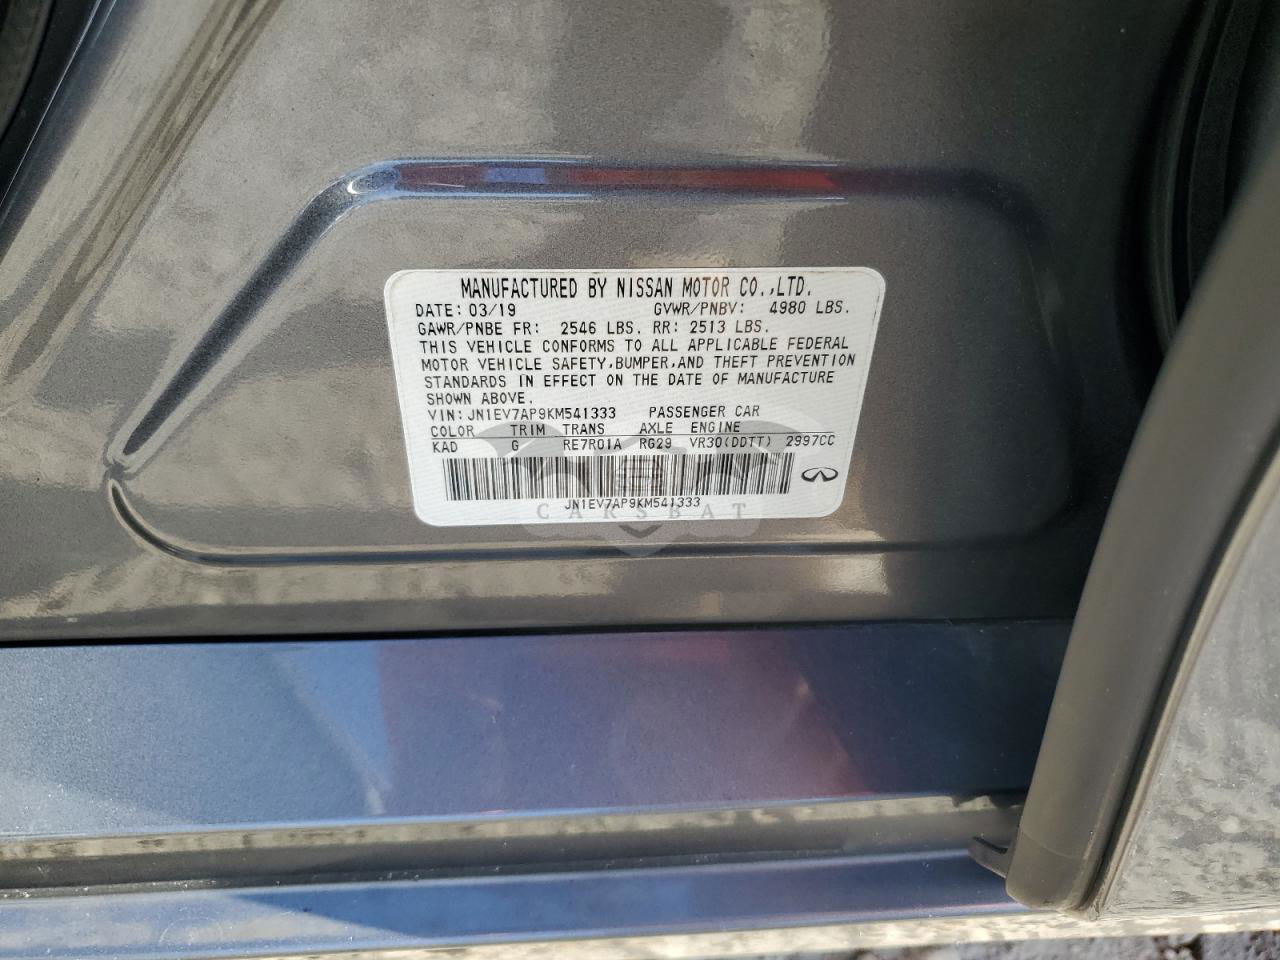 MANUFACTURED BY NISSAN MOTOR CO.,LTD.
DATE: 03/19 GVWR/PNBV: 4980 LBS.
GAWR/PNBE FR: 2546 LBS. RR: 2513 LBS.
THIS VEHICLE CONFORMS TO ALL APPLICABLE FEDERAL
MOTOR VEHICLE SAFETY,BUMPER,AND THEFT PREVENTION
STANDARDS IN EFFECT ON THE DATE OF MANUFACTURE
SHOWN ABOVE.
VIN:JN1EV7AP9KM541333 PASSENGER CAR
COLOR TRIM TRANS AXLE ENGINE
KAD G RE7R01A RG29 VR30(DDTT) 2997CC
JN1EV7AP9KM541333
CARSBAT